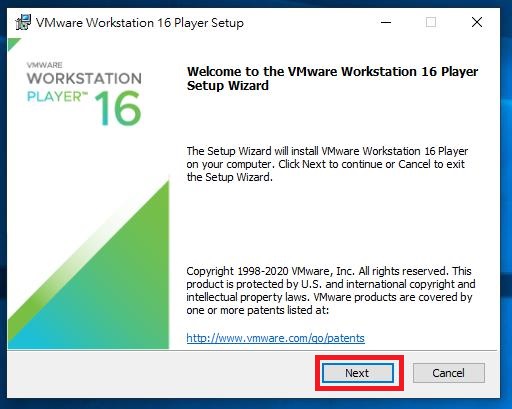 VMware Workstation 16 Player Setup
VMWARE
WORKSTATION
PLAYER™ 16
Welcome to the VMware Workstation 16 Player
Setup Wizard
The Setup Wizard will install VMware Workstation 16 Player
on your computer. Click Next to continue or Cancel to exit
the Setup Wizard.
Copyright 1998-2020 VMware, Inc. All rights reserved. This
product is protected by U.S. and international copyright and
intellectual property laws. VMware products are covered by
one or more patents listed at:
http://www.vmware.com/go/patents
Next Cancel